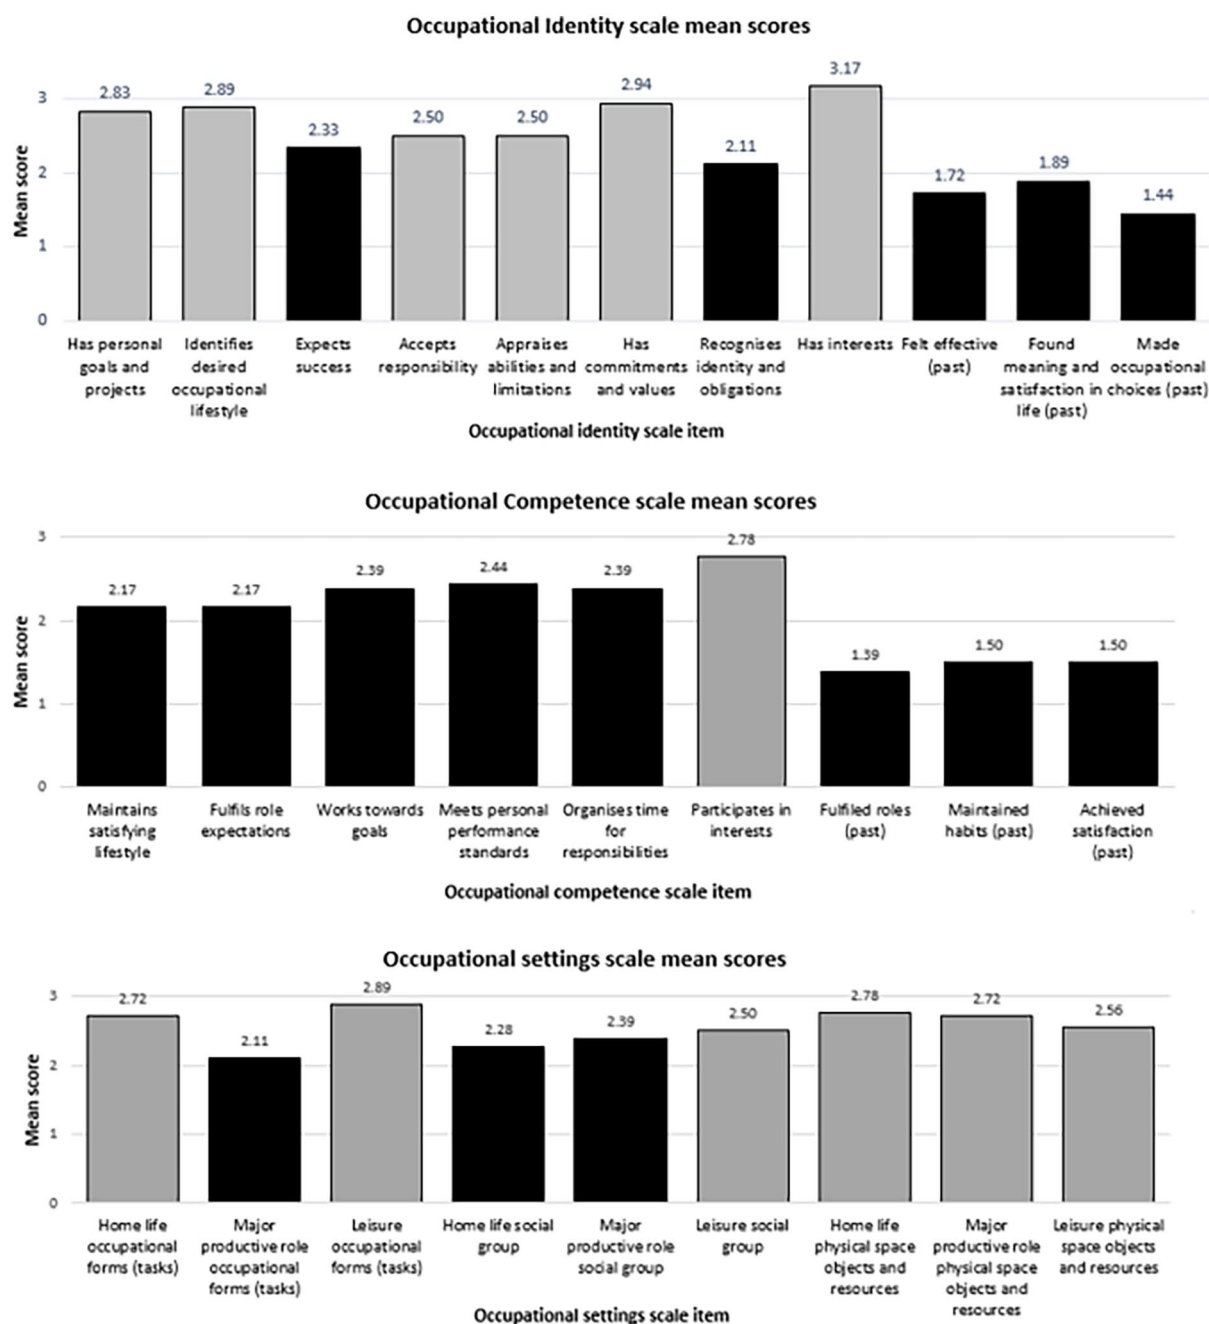 Occupational Identity scale mean scores
3.17
2.94
2.89
2.83
3
2.50
2.50
2.33
2.11
2
1.89
1.72
1.44
1
0
Mean score
Has personal goals and projects
Identifies desired occupational lifestyle
Expects success
Accepts responsibility
Appraises abilities and limitations
Has commitments and values
Recognises identity and obligations
Has interests
Felt effective (past)
Found meaning and satisfaction in life (past)
Made occupational choices (past)
Occupational identity scale item
Occupational Competence scale mean scores
3
2.78
2.17
2.17
2.39
2.44
2.39
2
1.39
1.50
1.50
1
0
Mean score
Maintains satisfying lifestyle
Fulfils role expectations
Works towards goals
Meets personal performance standards
Organises time for responsibilities
Participates in interests
Fulfiled roles (past)
Maintained habits (past)
Achieved satisfaction (past)
Occupational competence scale item
Occupational settings scale mean scores
3
2.72
2.11
2.89
2.28
2.39
2.50
2.78
2.72
2.56
2
1
0
Mean score
Home life occupational forms (tasks)
Major productive role occupational forms (tasks)
Leisure occupational forms (tasks)
Home life social group
Major productive role social group
Leisure social group
Home life physical space objects and resources
Major productive role physical space objects and resources
Leisure physical space objects and resources
Occupational settings scale item